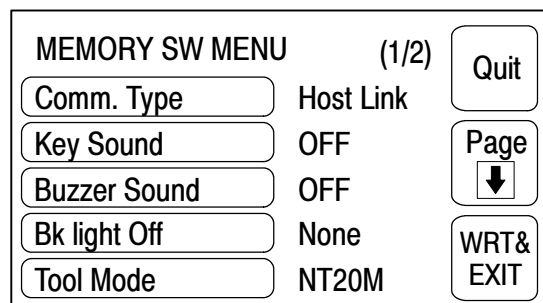 MEMORY SW MENU (1/2)
Quit
Comm. Type Host Link
Key Sound OFF
Page
Buzzer Sound OFF
Bk light Off None
WRT&
EXIT
Tool Mode NT20M